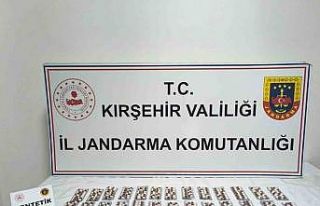 T.C.
KIRŞEHİR VALİLİĞİ
İL JANDARMA KOMUTANLIĞI